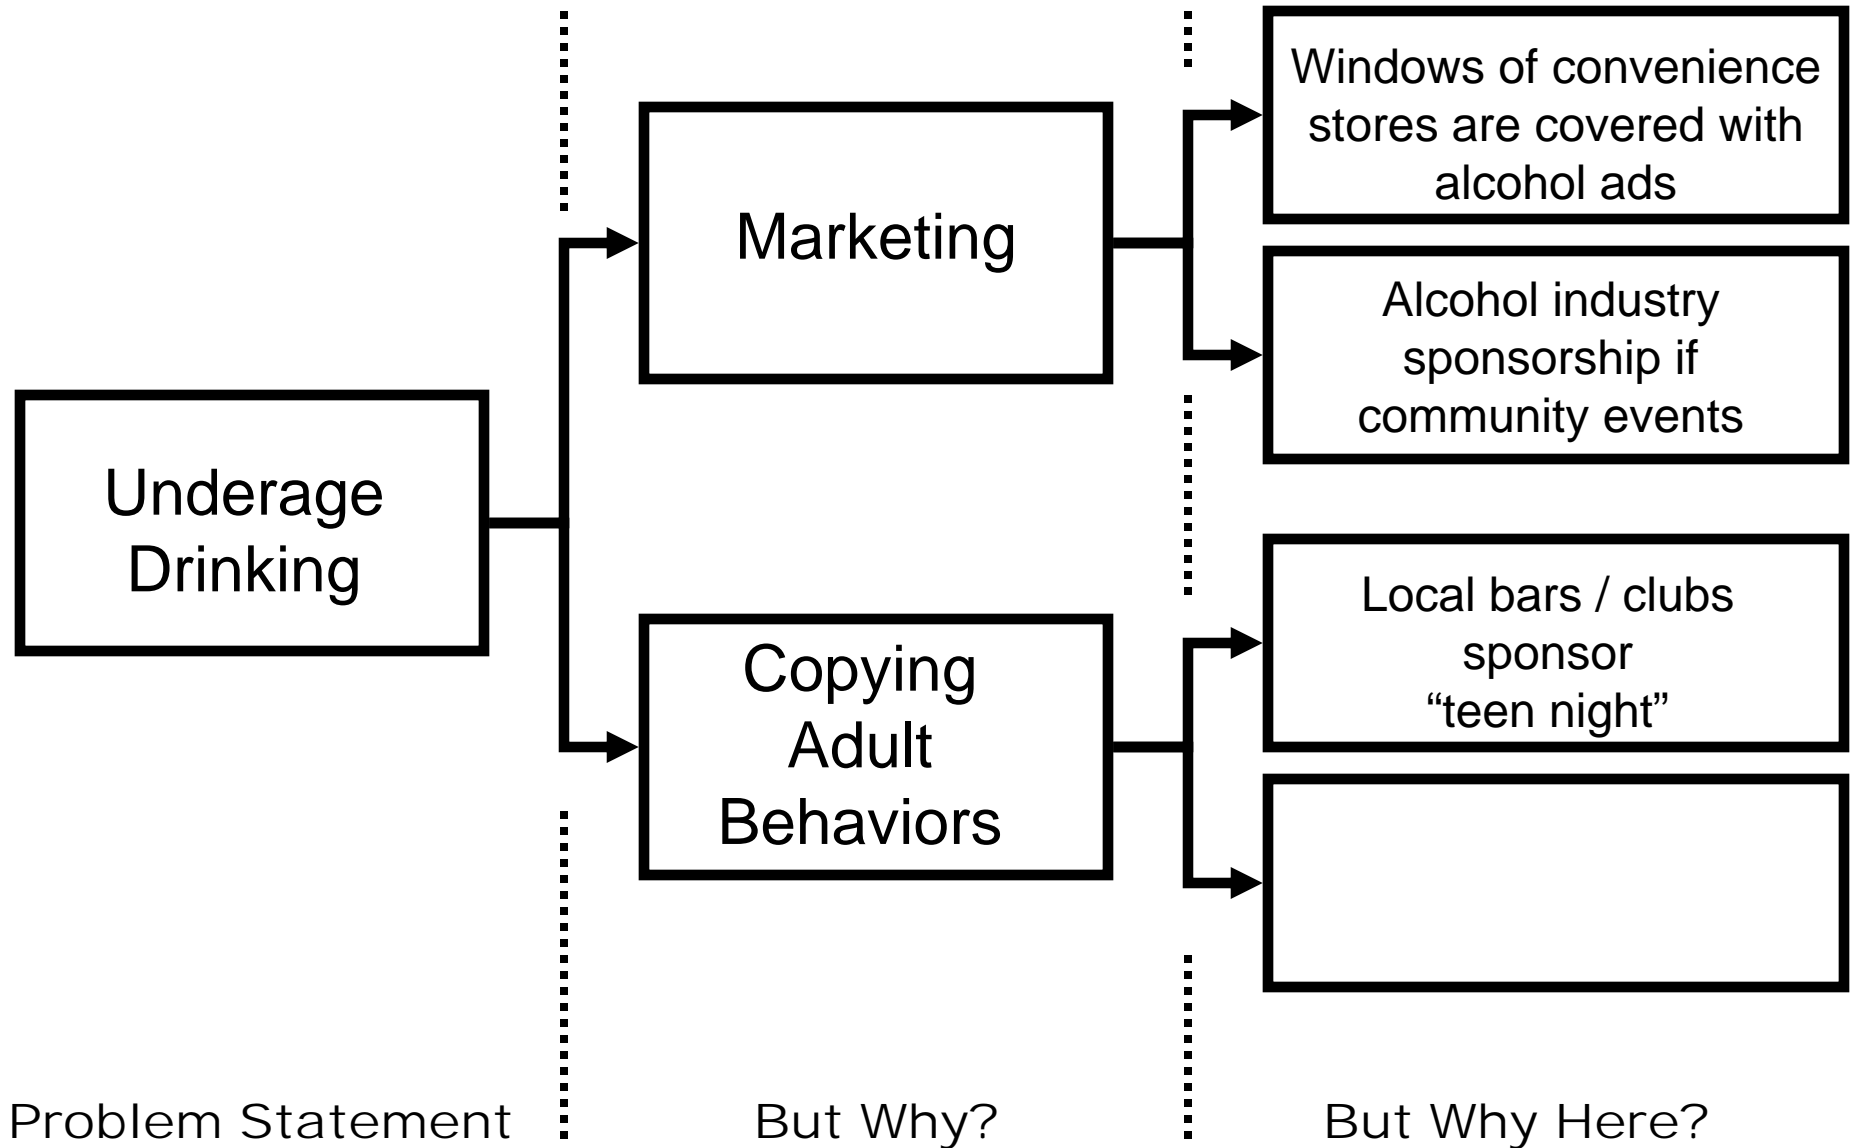 Underage
Drinking
Marketing
Copying
Adult
Behaviors
Windows of convenience
stores are covered with
alcohol ads
Alcohol industry
sponsorship if
community events
Local bars / clubs
sponsor
“teen night”
Problem Statement
But Why?
But Why Here?